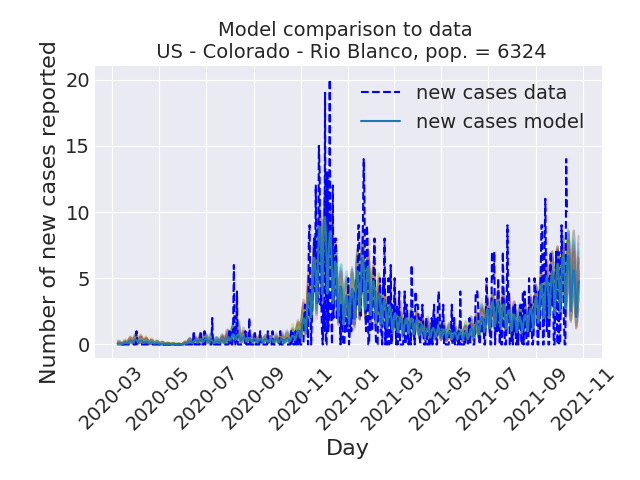 Model comparison to data
US - Colorado - Rio Blanco, pop. = 6324
Number of new cases reported
20
15
10
5
0
new cases data
new cases model
2020-03
2020-05
2020-07
2020-09
2020-11
2021-01
2021-03
2021-05
2021-07
2021-09
2021-11
Day